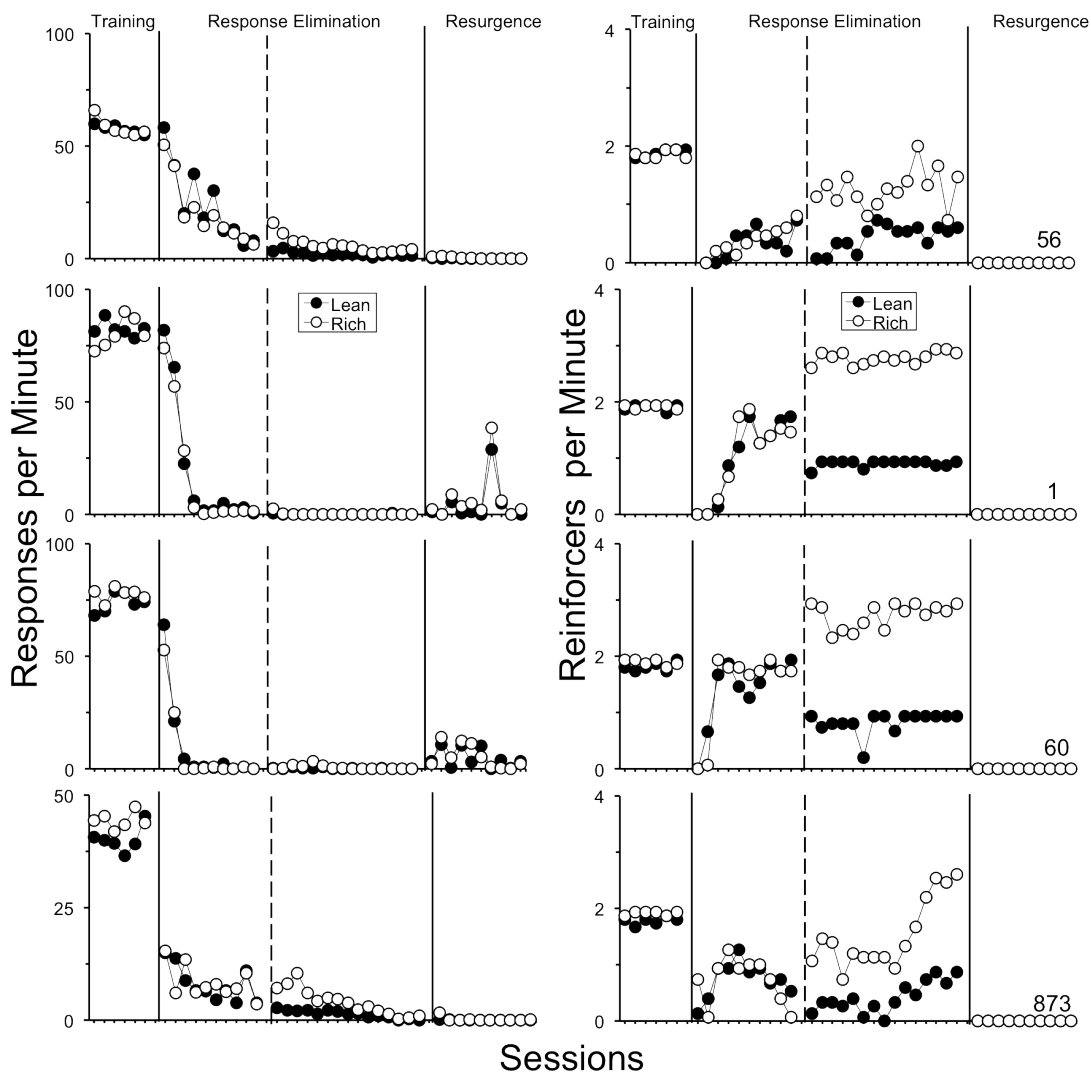 Training Response Elimination Resurgence Training Response Elimination Resurgence
100 4
50 2
0 0 56
100 4
Lean Lean
Rich Rich
50 2
0 0 1
100 4
50 2
0 0 60
50 4
25 2
0 0 873
Responses per Minute
Reinforcers per Minute
Sessions